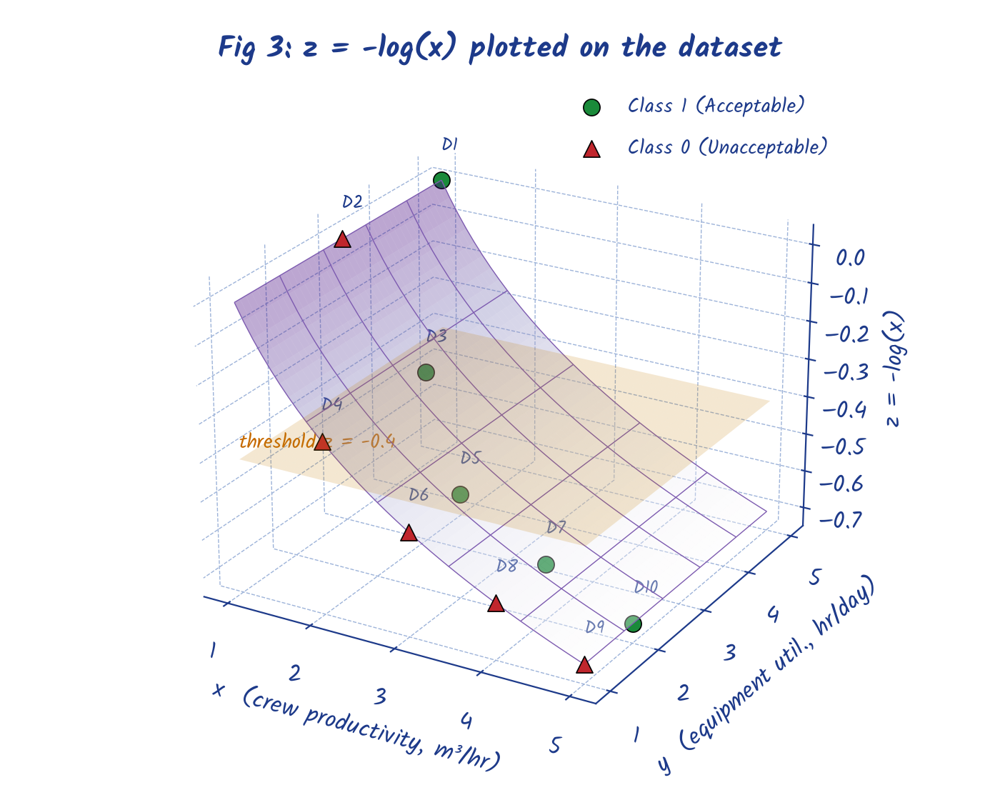 Fig 3: z = -log(x) plotted on the dataset
Class 1 (Acceptable)
Class 0 (Unacceptable)
D1
D2
D3
D4
threshold z = -0.4
D5
D6
D7
D8
D10
D9
0.0
−0.1
−0.2
−0.3
−0.4
−0.5
−0.6
−0.7
z = -log(x)
1
2
3
4
5
x (crew productivity, m³/hr)
1
2
3
4
5
y (equipment util., hr/day)